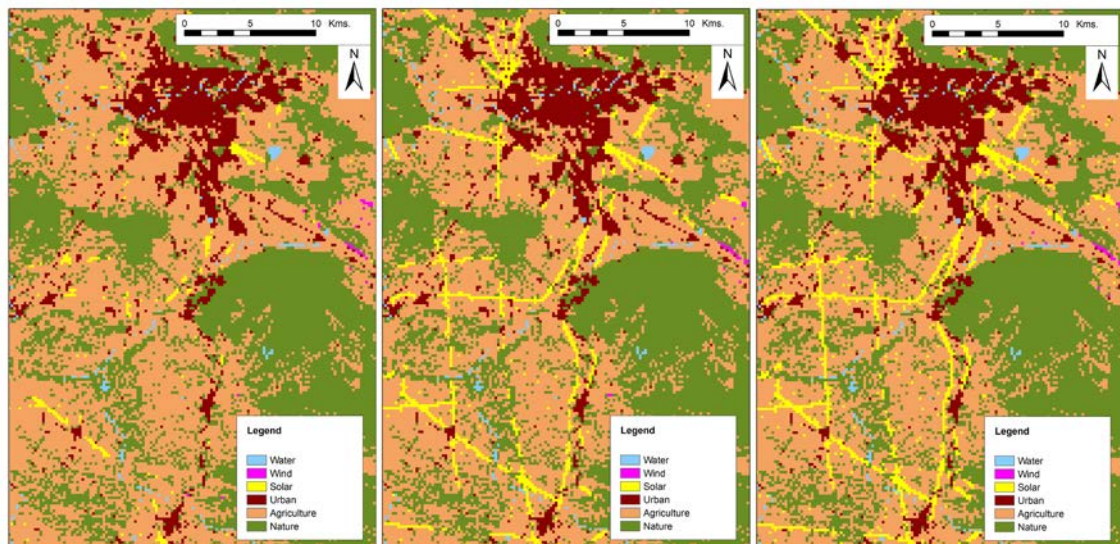 0 5 10 Kms.
N
Legend
Water
Wind
Solar
Urban
Agriculture
Nature
0 5 10 Kms.
N
Legend
Water
Wind
Solar
Urban
Agriculture
Nature
0 5 10 Kms.
N
Legend
Water
Wind
Solar
Urban
Agriculture
Nature